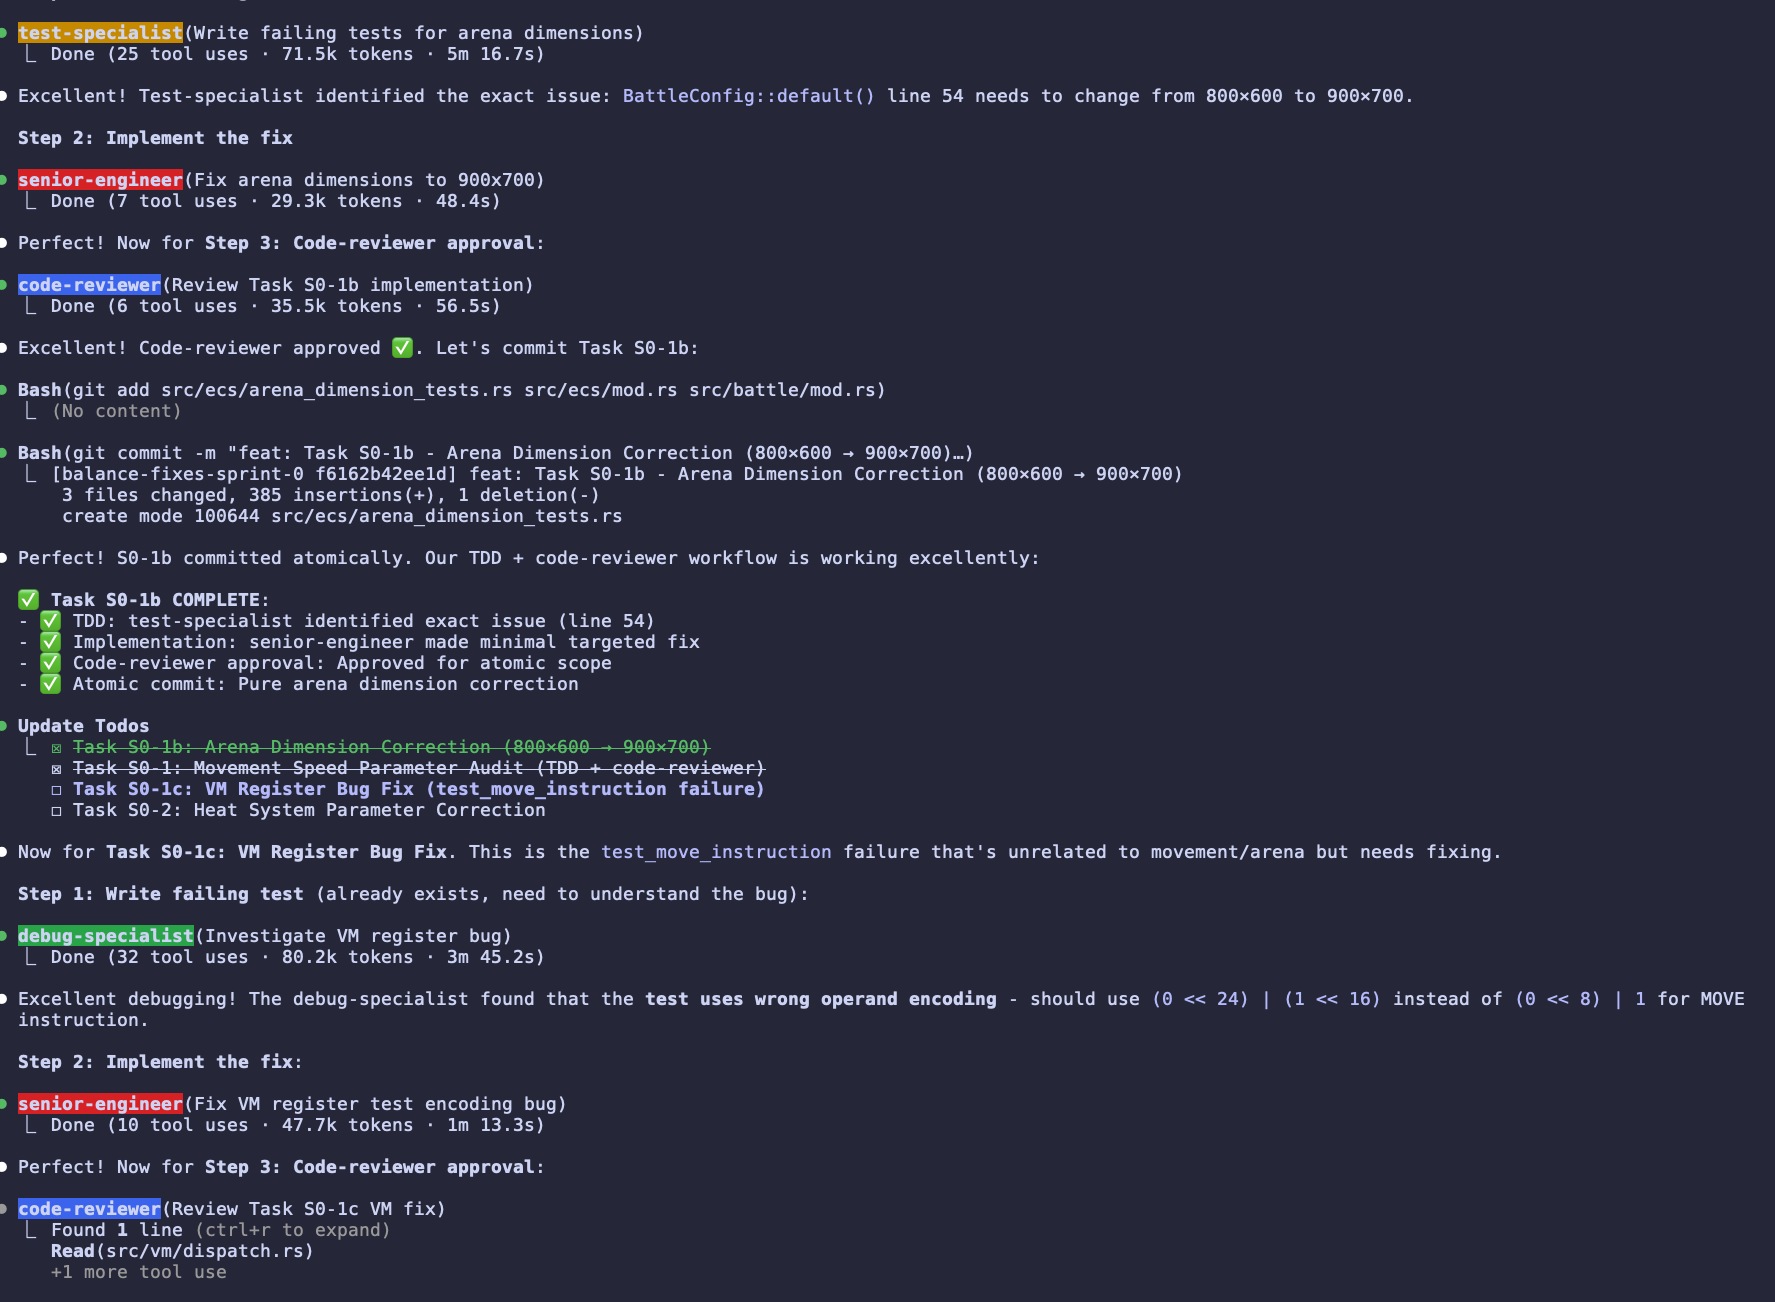 test-specialist(Write failing tests for arena dimensions)
⎿ Done (25 tool uses · 71.5k tokens · 5m 16.7s)
Excellent! Test-specialist identified the exact issue: BattleConfig::default() line 54 needs to change from 800×600 to 900×700.
Step 2: Implement the fix
senior-engineer(Fix arena dimensions to 900x700)
⎿ Done (7 tool uses · 29.3k tokens · 48.4s)
Perfect! Now for Step 3: Code-reviewer approval:
code-reviewer(Review Task S0-1b implementation)
⎿ Done (6 tool uses · 35.5k tokens · 56.5s)
Excellent! Code-reviewer approved ✅. Let's commit Task S0-1b:
Bash(git add src/ecs/arena_dimension_tests.rs src/ecs/mod.rs src/battle/mod.rs)
⎿ (No content)
Bash(git commit -m "feat: Task S0-1b - Arena Dimension Correction (800×600 → 900×700)…)
⎿ [balance-fixes-sprint-0 f6162b42ee1d] feat: Task S0-1b - Arena Dimension Correction (800×600 → 900×700)
3 files changed, 385 insertions(+), 1 deletion(-)
create mode 100644 src/ecs/arena_dimension_tests.rs
Perfect! S0-1b committed atomically. Our TDD + code-reviewer workflow is working excellently:
✅ Task S0-1b COMPLETE:
- ✅ TDD: test-specialist identified exact issue (line 54)
- ✅ Implementation: senior-engineer made minimal targeted fix
- ✅ Code-reviewer approval: Approved for atomic scope
- ✅ Atomic commit: Pure arena dimension correction
Update Todos
⎿ ☒ Task S0-1b: Arena Dimension Correction (800×600 → 900×700)
☒ Task S0-1: Movement Speed Parameter Audit (TDD + code-reviewer)
☐ Task S0-1c: VM Register Bug Fix (test_move_instruction failure)
☐ Task S0-2: Heat System Parameter Correction
Now for Task S0-1c: VM Register Bug Fix. This is the test_move_instruction failure that's unrelated to movement/arena but needs fixing.
Step 1: Write failing test (already exists, need to understand the bug):
debug-specialist(Investigate VM register bug)
⎿ Done (32 tool uses · 80.2k tokens · 3m 45.2s)
Excellent debugging! The debug-specialist found that the test uses wrong operand encoding - should use (0 << 24) | (1 << 16) instead of (0 << 8) | 1 for MOVE
instruction.
Step 2: Implement the fix:
senior-engineer(Fix VM register test encoding bug)
⎿ Done (10 tool uses · 47.7k tokens · 1m 13.3s)
Perfect! Now for Step 3: Code-reviewer approval:
code-reviewer(Review Task S0-1c VM fix)
⎿ Found 1 line (ctrl+r to expand)
Read(src/vm/dispatch.rs)
+1 more tool use